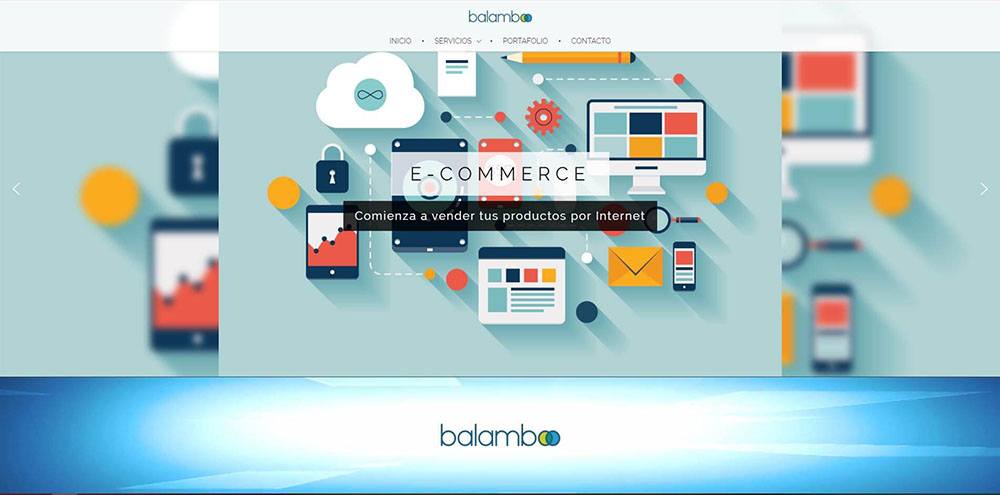 balamboo
INICIO • SERVICIOS • PORTAFOLIO • CONTACTO
E-COMMERCE
Comienza a vender tus productos por Internet
balamboo